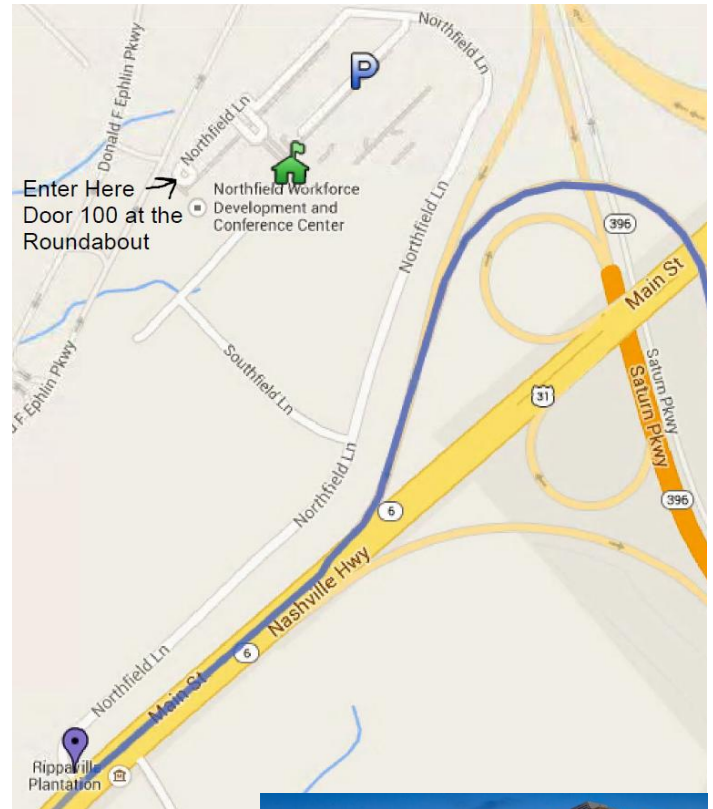 Northfield Ln
P
Donald F Ephlin Pkwy
Northfield Ln
Enter Here
Door 100 at the
Roundabout
Northfield Workforce
Development and
Conference Center
Northfield Ln
396
Main St
Southfield Ln
d F Ephlin Pkwy
31
Saturn Pkwy
Saturn Pkwy
Northfield Ln
6
396
Nashville Hwy
6
Main St
Northfield Ln
Rippavilla
Plantation